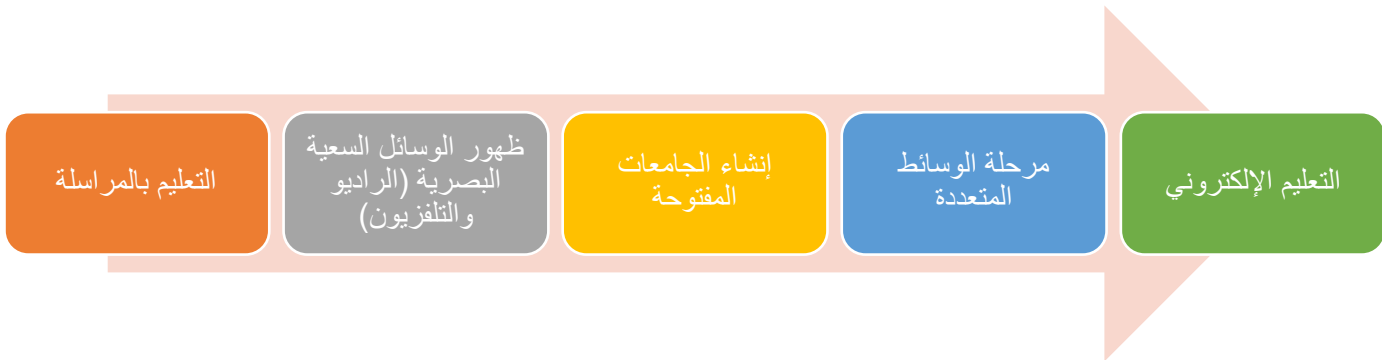 التعليم بالمراسلة
ظهور الوسائل السعية
البصرية (الراديو
والتلفزيون)
إنشاء الجامعات
المفتوحة
مرحلة الوسائط
المتعددة
التعليم الإلكتروني